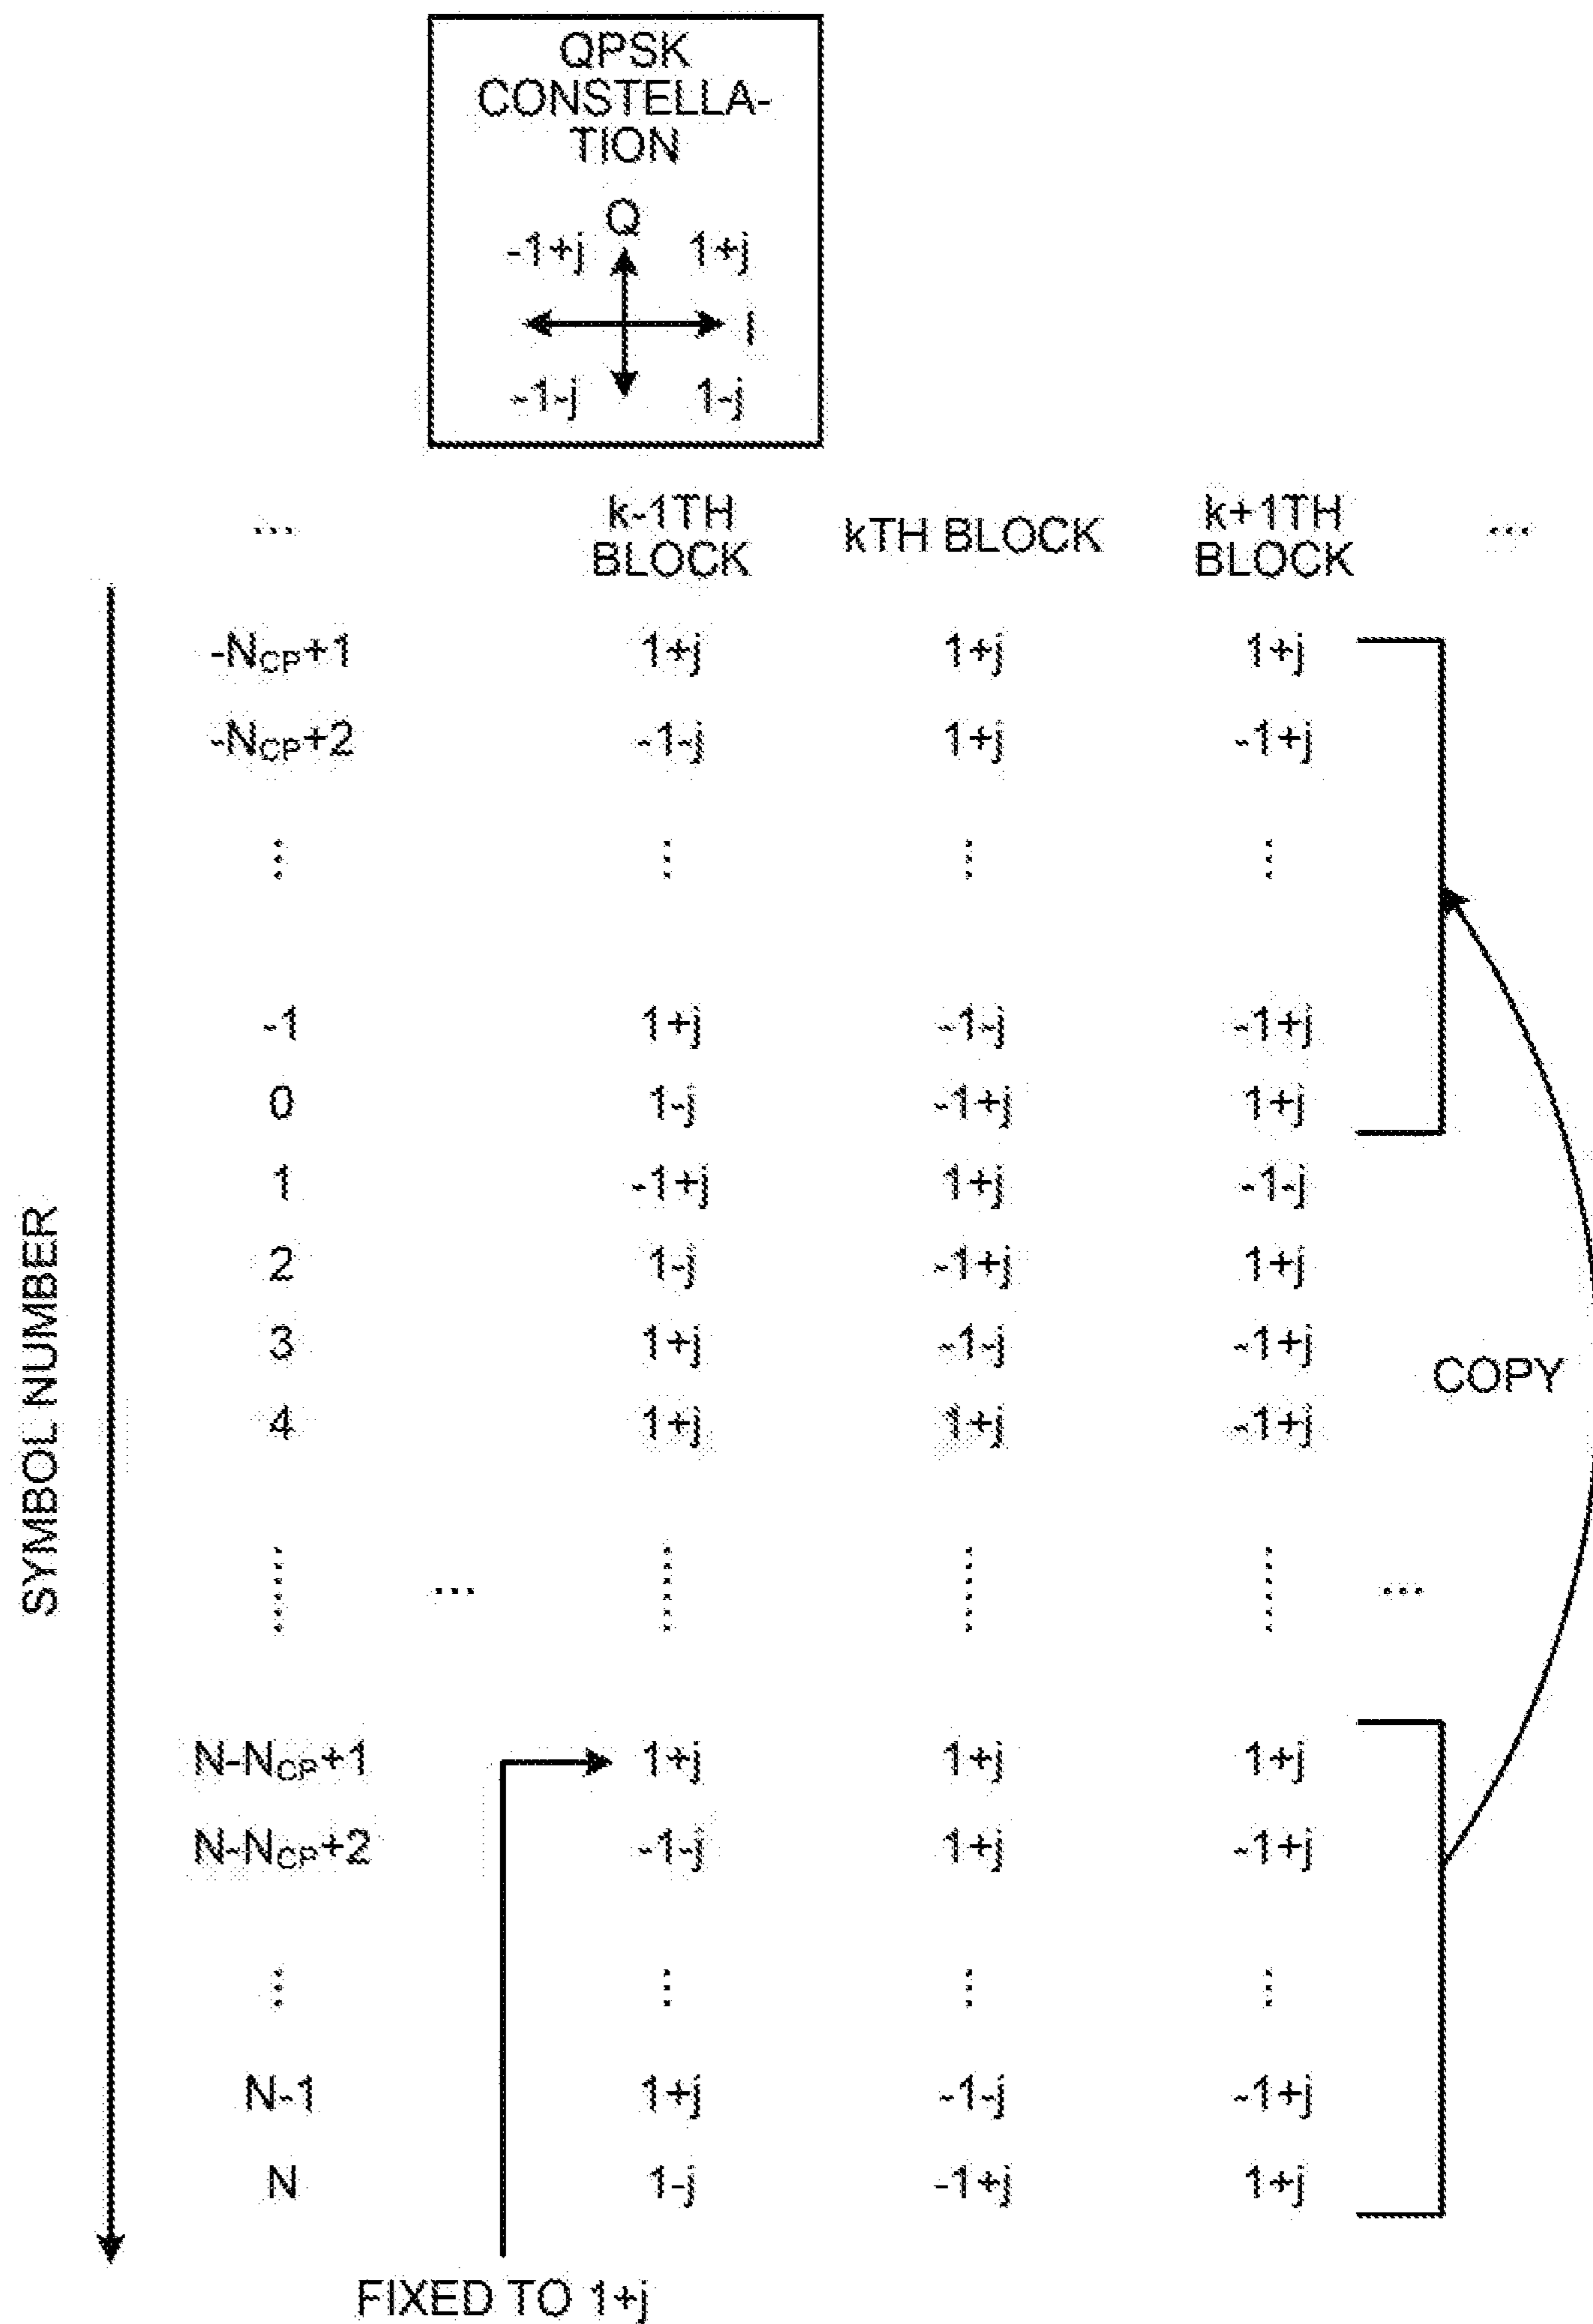 QPSK
CONSTELLA-
TION
Q
-1+j 1+j
I
-1-j 1-j
... k-1TH BLOCK kTH BLOCK k+1TH BLOCK ...
-NCP+1 1+j 1+j 1+j
-NCP+2 -1-j 1+j -1+j
... ... ... ...
-1 1+j -1-j -1+j
0 1-j -1+j 1+j
1 -1+j 1+j -1-j
2 1-j -1+j 1+j
3 1+j -1-j -1+j
4 1+j 1+j -1+j
SYMBOL NUMBER
COPY
...... ... ...... ...... ...... ...
N-NCP+1 1+j 1+j 1+j
N-NCP+2 -1-j 1+j -1+j
... ... ... ...
N-1 1+j -1-j -1+j
N 1-j -1+j 1+j
FIXED TO 1+j